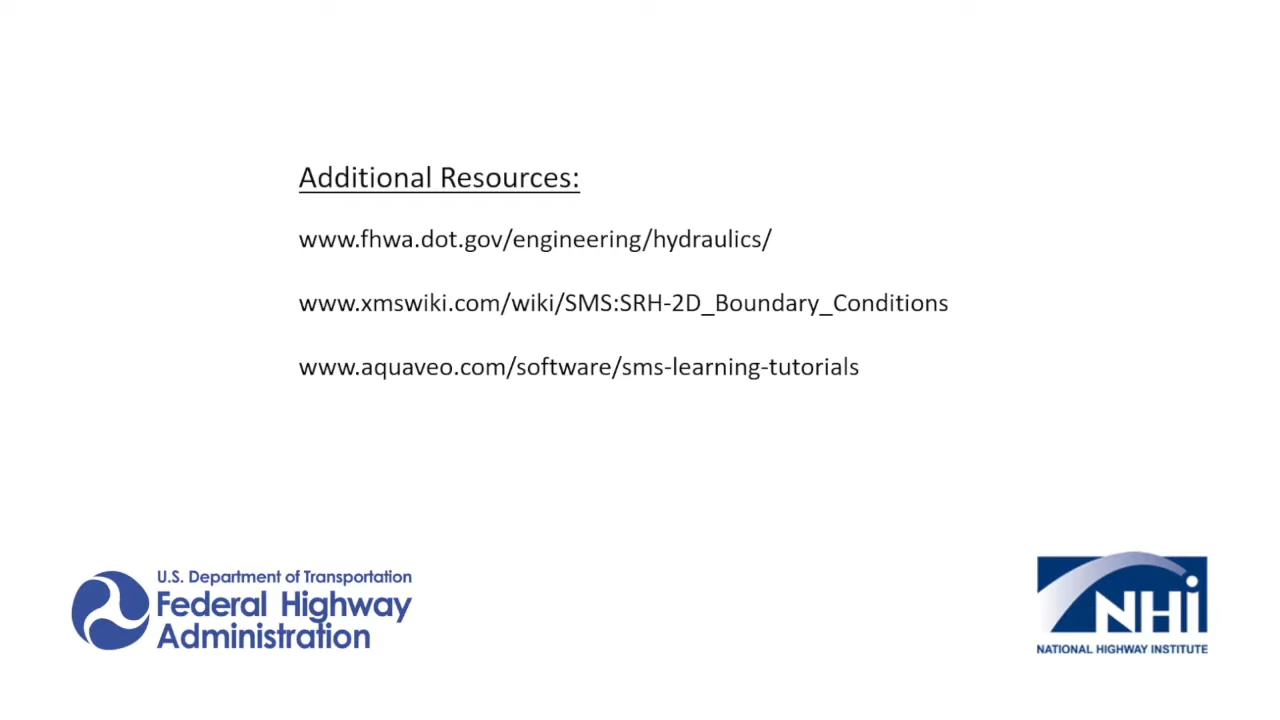 Additional Resources:
www.fhwa.dot.gov/engineering/hydraulics/
www.xmswiki.com/wiki/SMS:SRH-2D_Boundary_Conditions
www.aquaveo.com/software/sms-learning-tutorials
U.S. Department of Transportation
Federal Highway
Administration
NHi
NATIONAL HIGHWAY INSTITUTE